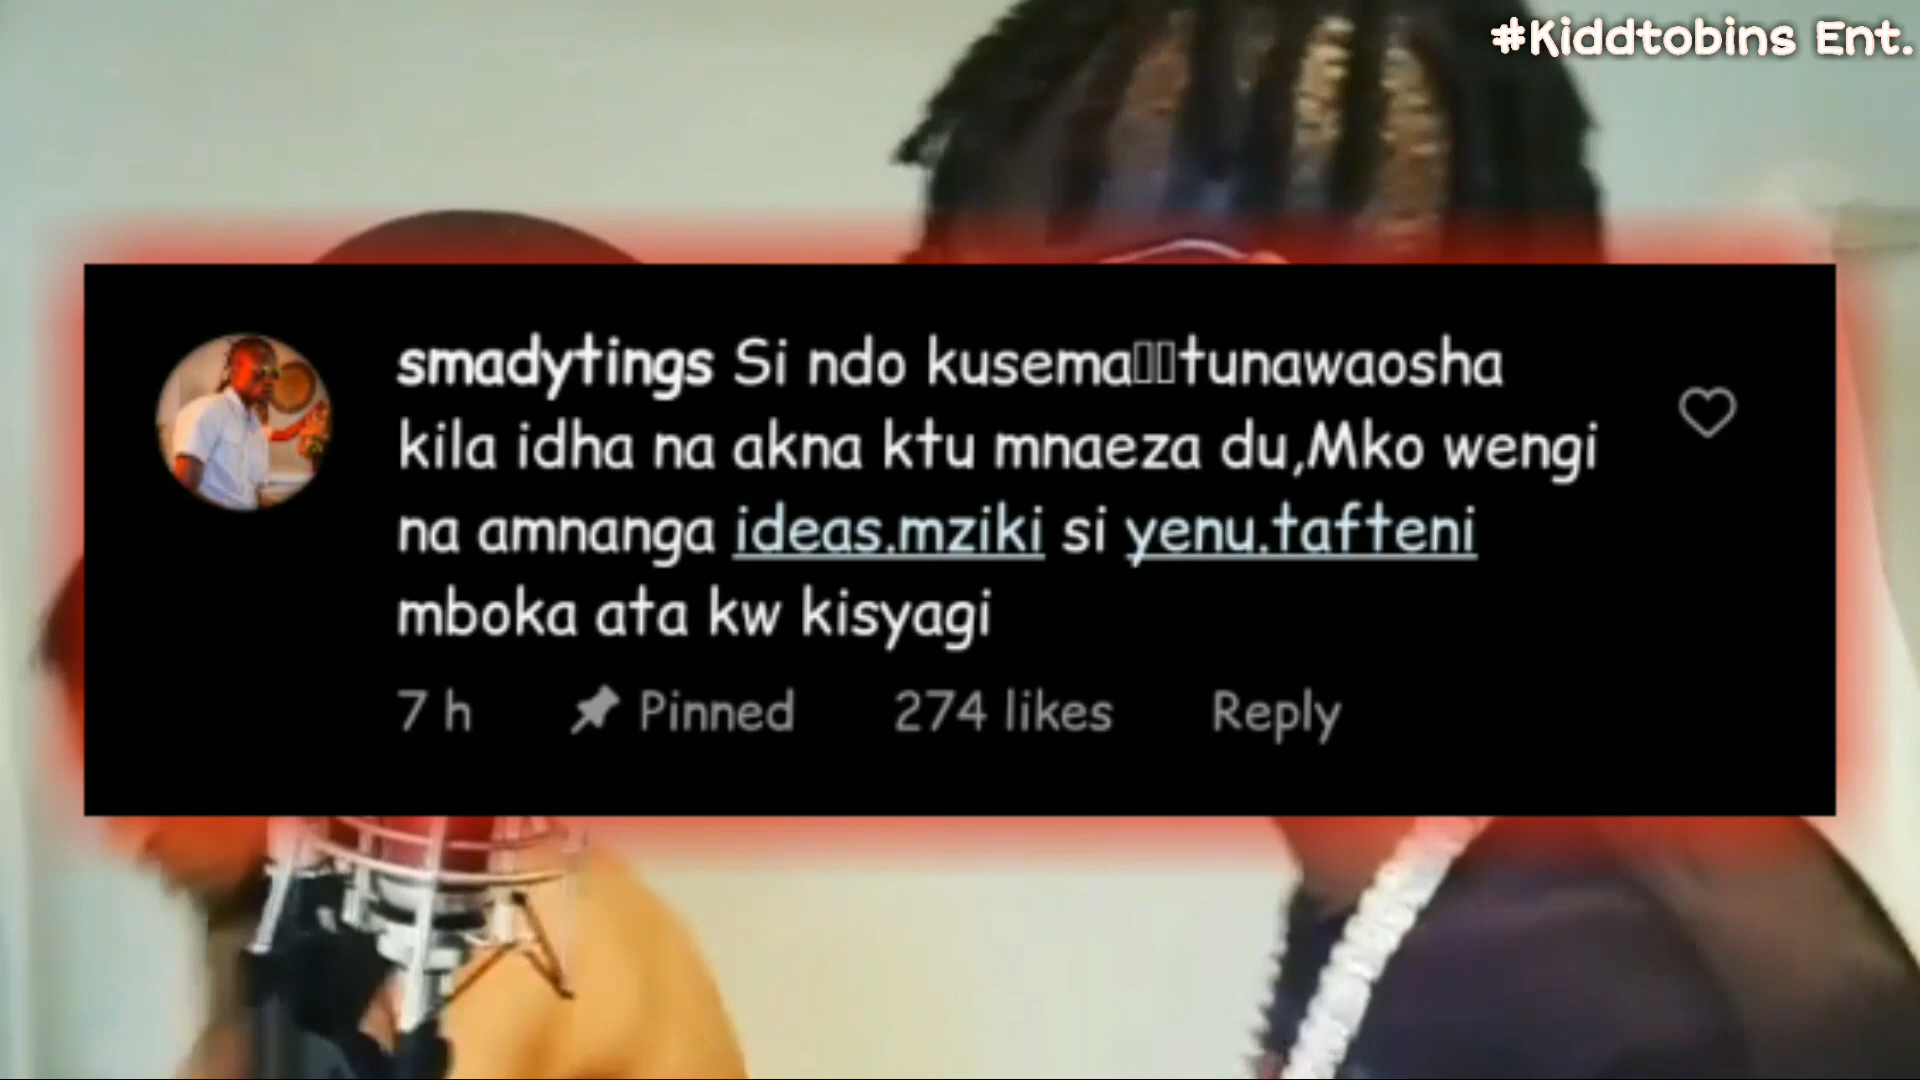 #Kiddtobins Ent.
smadytings Si ndo kusema▯▯tunawaosha
kila idha na akna ktu mnaeza du,Mko wengi
na amnanga ideas.mziki si yenu.tafteni
mboka ata kw kisyagi
7 h Pinned 274 likes Reply